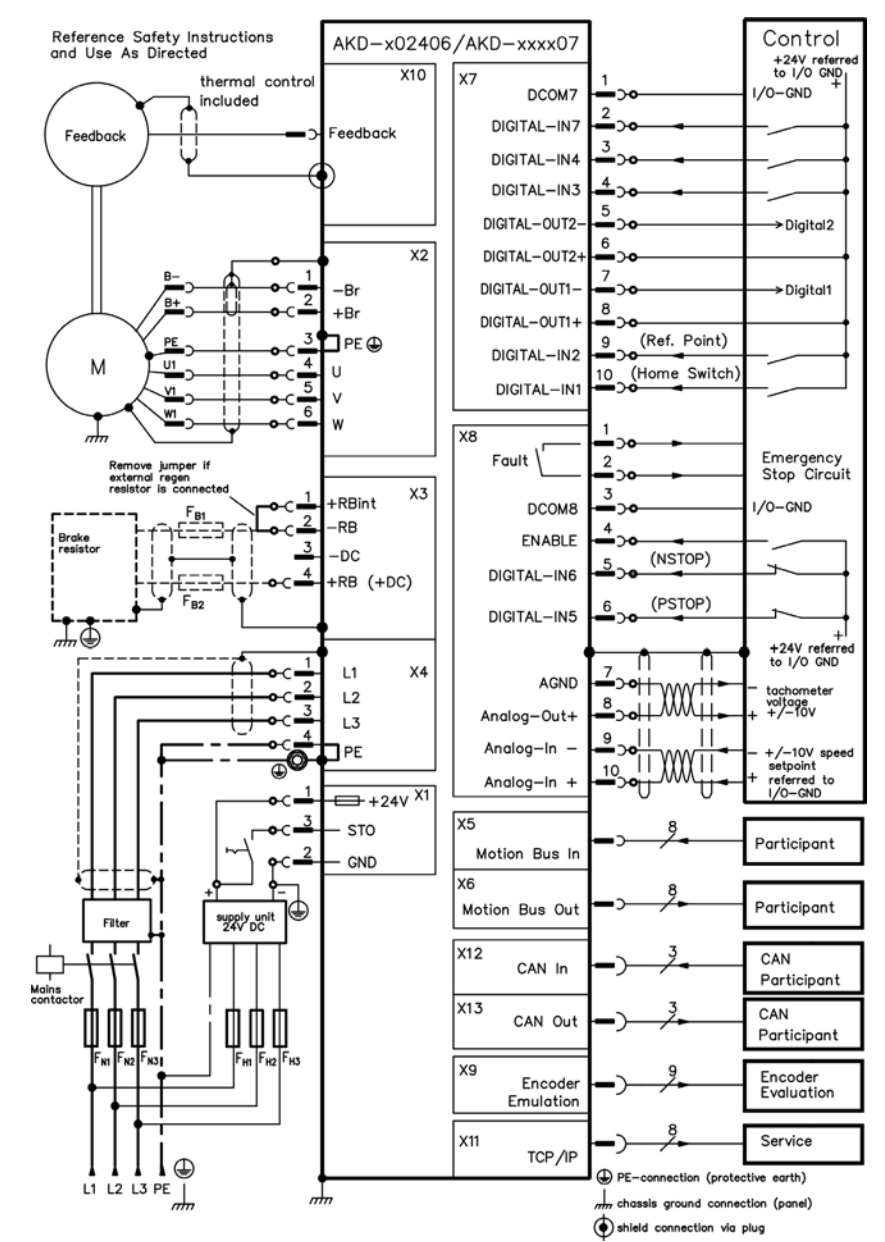 Reference Safety Instructions
and Use As Directed
AKD-x02406/AKD-xxxx07
Control
+24V referred
to I/O GND
+
I/O-GND
thermal control
included
X10
Feedback
Feedback
X7
DCOM7
1
DIGITAL-IN7
2
DIGITAL-IN4
3
DIGITAL-IN3
4
DIGITAL-OUT2-
5
Digital2
DIGITAL-OUT2+
6
DIGITAL-OUT1-
7
Digital1
DIGITAL-OUT1+
8
DIGITAL-IN2
9
(Ref. Point)
DIGITAL-IN1
10
(Home Switch)
X2
B-
1
-Br
B+
2
+Br
PE
3
PE
M
U1
4
U
V1
5
V
W1
6
W
X8
Fault
1
2
Emergency
Stop Circuit
DCOM8
3
I/O-GND
ENABLE
4
DIGITAL-IN6
5
(NSTOP)
DIGITAL-IN5
6
(PSTOP)
+
+24V referred
to I/O GND
AGND
7
- tachometer
voltage
Analog-Out+
8
+ +/-10V
Analog-In -
9
- +/-10V speed
setpoint
Analog-In +
10
+ referred to
I/O-GND
Remove jumper if
external regen
resistor is connected
X3
1
+RBint
FB1
2
-RB
Brake
resistor
3
-DC
4
+RB (+DC)
FB2
X4
1
L1
2
L2
3
L3
4
PE
X1
1
+24V
3
STO
2
GND
+
-
Filter
supply unit
24V DC
Mains
contactor
FN1
FN2
FN3
FH1
FH2
FH3
L1 L2 L3 PE
X5
Motion Bus In
8
Participant
X6
Motion Bus Out
8
Participant
X12
CAN In
3
CAN
Participant
X13
CAN Out
3
CAN
Participant
X9
Encoder
Emulation
9
Encoder
Evaluation
X11
TCP/IP
8
Service
PE-connection (protective earth)
chassis ground connection (panel)
shield connection via plug